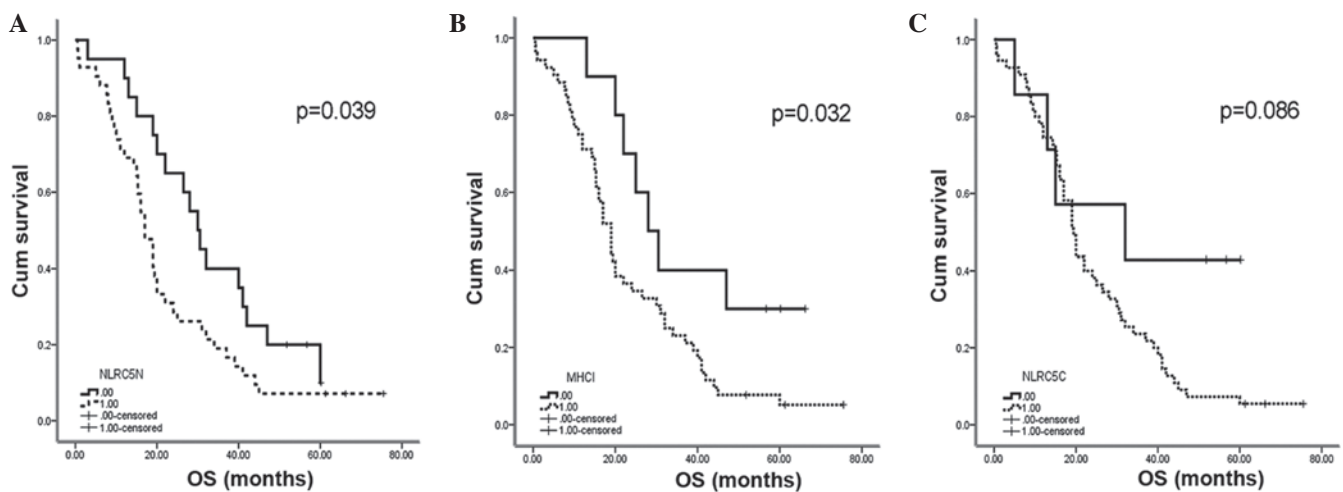 A
1.0
0.8
0.6
0.4
0.2
0.0
Cum survival
p=0.039
NLRC5N
.00
1.00
.00-censored
1.00-censored
0.00 20.00 40.00 60.00 80.00
OS (months)
B
1.0
0.8
0.6
0.4
0.2
0.0
Cum survival
p=0.032
MHCI
.00
1.00
.00-censored
1.00-censored
0.00 20.00 40.00 60.00 80.00
OS (months)
C
1.0
0.8
0.6
0.4
0.2
0.0
Cum survival
p=0.086
NLRC5C
.00
1.00
.00-censored
1.00-censored
0.00 20.00 40.00 60.00 80.00
OS (months)